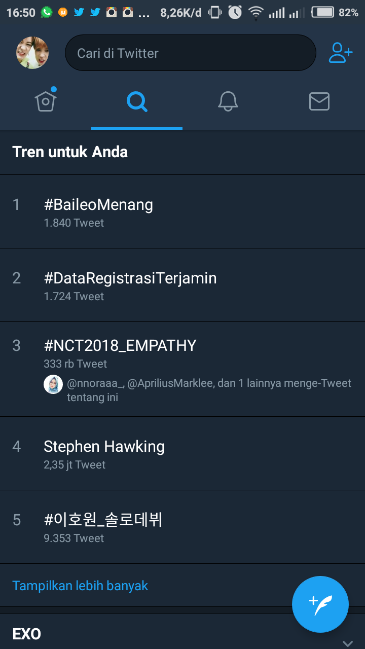 16:50 ... 8,26K/d 82%
Cari di Twitter
Tren untuk Anda
1 #BaileoMenang
1.840 Tweet
2 #DataRegistrasiTerjamin
1.724 Tweet
3 #NCT2018_EMPATHY
333 rb Tweet
@nnoraaa_, @ApriliusMarklee, dan 1 lainnya menge-Tweet
tentang ini
4 Stephen Hawking
2,35 jt Tweet
5 #이호원_솔로데뷔
9.353 Tweet
Tampilkan lebih banyak
EXO